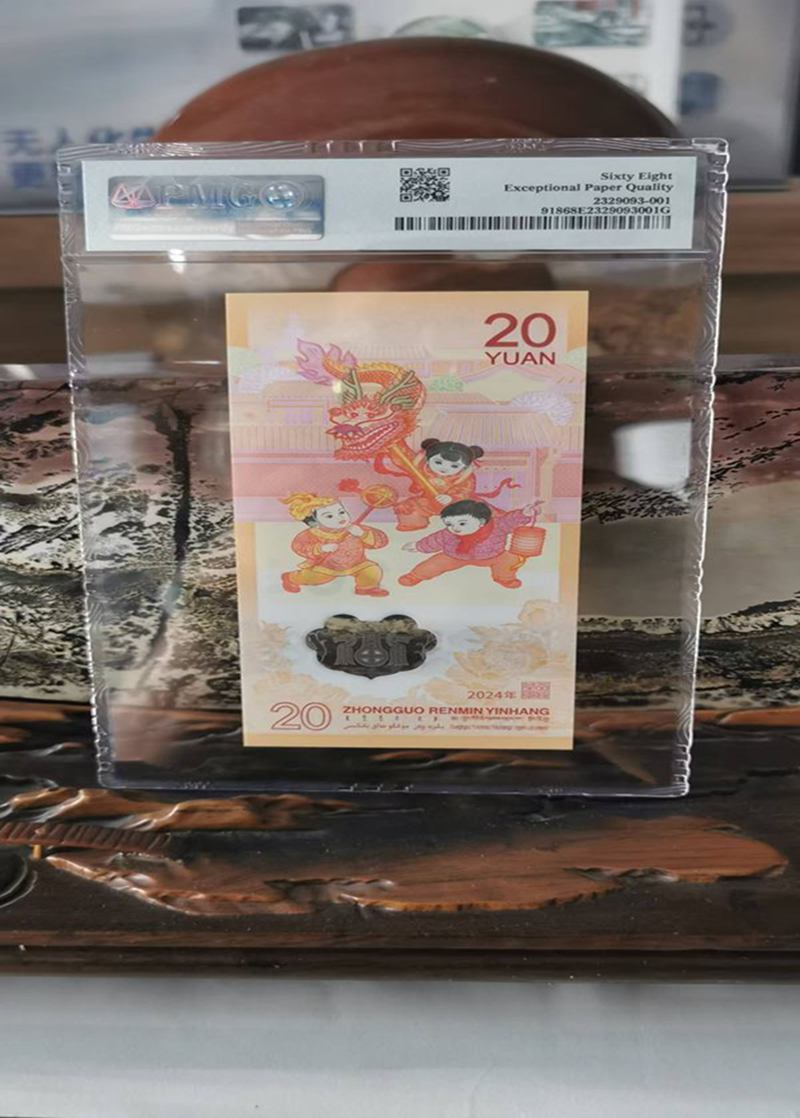 PMG
Sixty Eight
Exceptional Paper Quality
2329093-001
91868E2329093001G
20
YUAN
2024年
20
ZHONGGUO RENMIN YINHANG